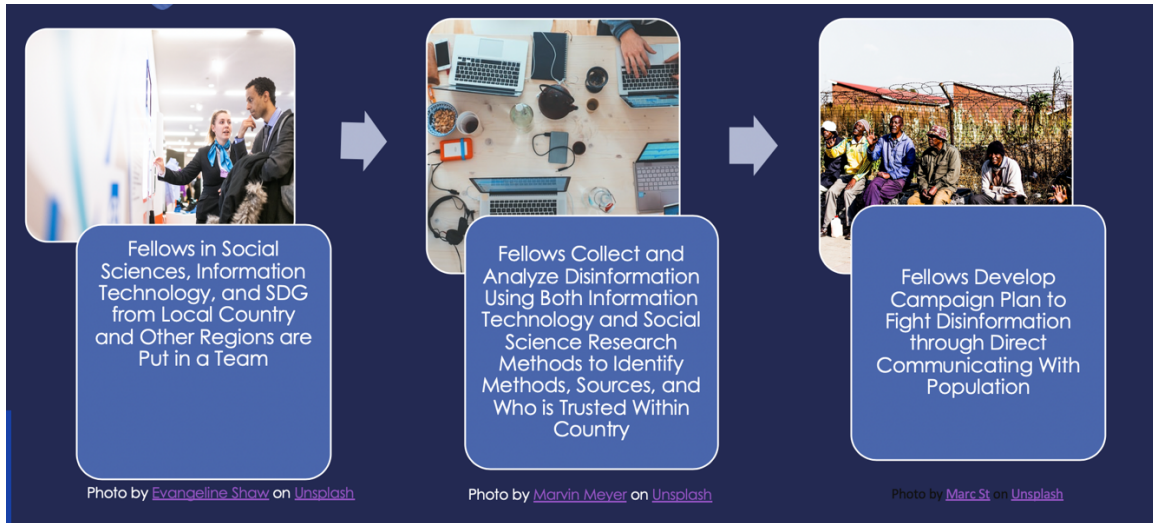 Fellows in Social
Sciences, Information
Technology, and SDG
from Local Country
and Other Regions are
Put in a Team
Photo by Evangeline Shaw on Unsplash
Fellows Collect and
Analyze Disinformation
Using Both Information
Technology and Social
Science Research
Methods to Identify
Methods, Sources, and
Who is Trusted Within
Country
Photo by Marvin Meyer on Unsplash
Fellows Develop
Campaign Plan to
Fight Disinformation
through Direct
Communicating With
Population
Photo by Marc St on Unsplash